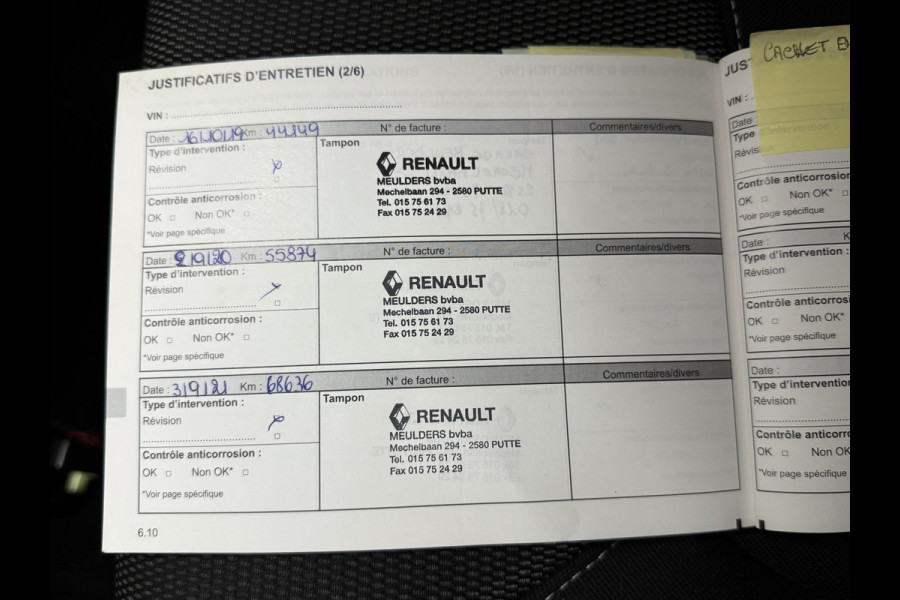 JUSTIFICATIFS D'ENTRETIEN (2/6)
VIN :
Date : 16/10/19 Km : 44149 N° de facture : Commentaires/divers
Type d'intervention :
Révision
Contrôle anticorrosion :
OK □ Non OK* □
*Voir page spécifique
Tampon
RENAULT
MEULDERS bvba
Mechelbaan 294 - 2580 PUTTE
Tel. 015 75 61 73
Fax 015 75 24 29
Date : 2/9/20 Km : 55874 N° de facture : Commentaires/divers
Type d'intervention :
Révision
Contrôle anticorrosion :
OK □ Non OK* □
*Voir page spécifique
Tampon
RENAULT
MEULDERS bvba
Mechelbaan 294 - 2580 PUTTE
Tel. 015 75 61 73
Fax 015 75 24 29
Date : 3/9/21 Km : 68636 N° de facture : Commentaires/divers
Type d'intervention :
Révision
Contrôle anticorrosion :
OK □ Non OK* □
*Voir page spécifique
Tampon
RENAULT
MEULDERS bvba
Mechelbaan 294 - 2580 PUTTE
Tel. 015 75 61 73
Fax 015 75 24 29
6.10
CACHET
JUS
VIN :
Date :
Type
Révis
Contrôle anticorrosion
OK □ Non OK* □
*Voir page spécifique
Date : K
Type d'intervention :
Révision
Contrôle anticorrosion
OK □ Non OK*
*Voir page spécifique
Date :
Type d'intervention
Révision
Contrôle anticorr
OK □ Non OK
*Voir page spécifique